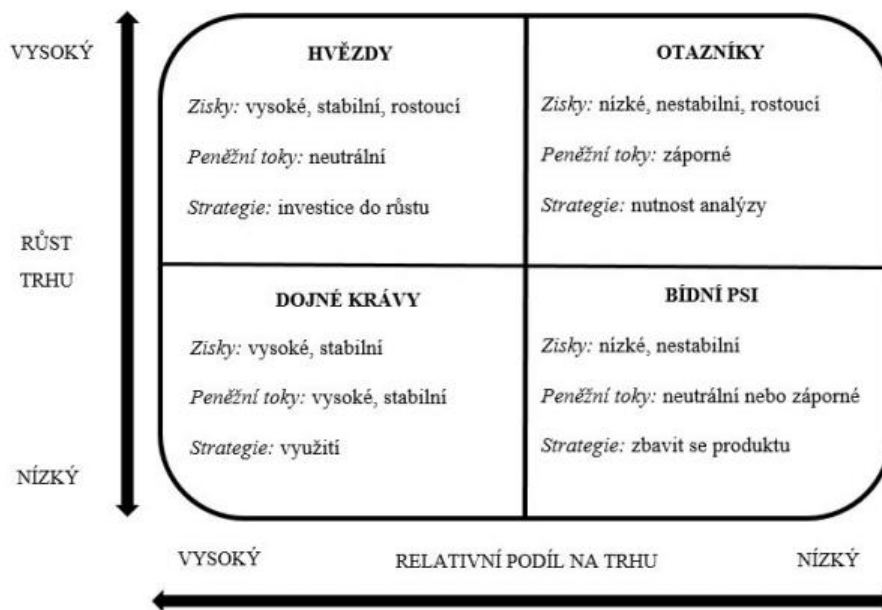 VYSOKÝ
HVĚZDY
Zisky: vysoké, stabilní, rostoucí
Peněžní toky: neutrální
Strategie: investice do růstu
OTAZNÍKY
Zisky: nízké, nestabilní, rostoucí
Peněžní toky: záporné
Strategie: nutnost analýzy
RŮST
TRHU
DOJNÉ KRÁVY
Zisky: vysoké, stabilní
Peněžní toky: vysoké, stabilní
Strategie: využití
BÍDNÍ PSI
Zisky: nízké, nestabilní
Peněžní toky: neutrální nebo záporné
Strategie: zbavit se produktu
NÍZKÝ
VYSOKÝ
RELATIVNÍ PODÍL NA TRHU
NÍZKÝ